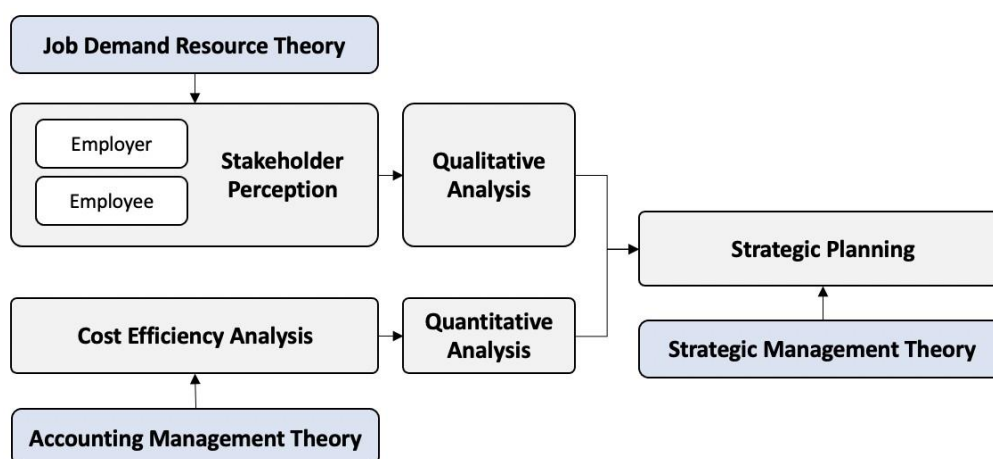 Job Demand Resource Theory
Employer
Employee
Stakeholder
Perception
Qualitative
Analysis
Strategic Planning
Cost Efficiency Analysis
Quantitative
Analysis
Strategic Management Theory
Accounting Management Theory